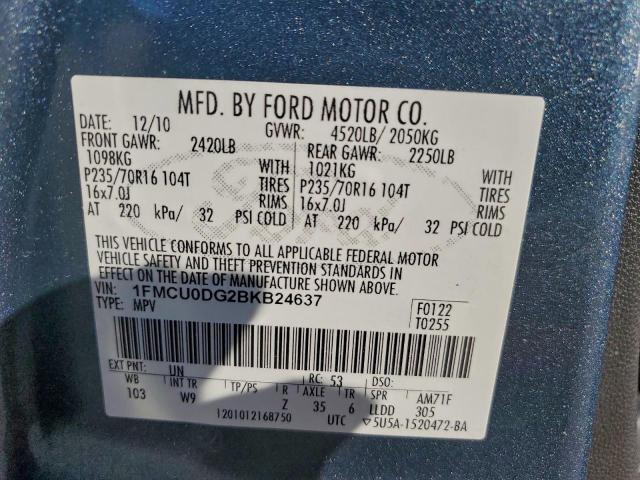 MFD. BY FORD MOTOR CO.
DATE: 12/10 GVWR: 4520LB/ 2050KG
FRONT GAWR: 2420LB REAR GAWR: 2250LB
1098KG WITH 1021KG WITH
P235/70R16 104T TIRES P235/70R16 104T TIRES
16x7.0J RIMS 16x7.0J RIMS
AT 220 kPa/ 32 PSI COLD AT 220 kPa/ 32 PSI COLD
THIS VEHICLE CONFORMS TO ALL APPLICABLE FEDERAL MOTOR
VEHICLE SAFETY AND THEFT PREVENTION STANDARDS IN
EFFECT ON THE DATE OF MANUFACTURE SHOWN ABOVE.
VIN: 1FMCU0DG2BKB24637 F0122
TYPE: MPV T0255
EXT PNT: UN RC: 53 DSO:
WB INT TR TP/PS R AXLE TR SPR AM71F
103 W9 Z 35 6 LLDD 305
1201012168750 UTC ▽5U5A-1520472-BA
Ford